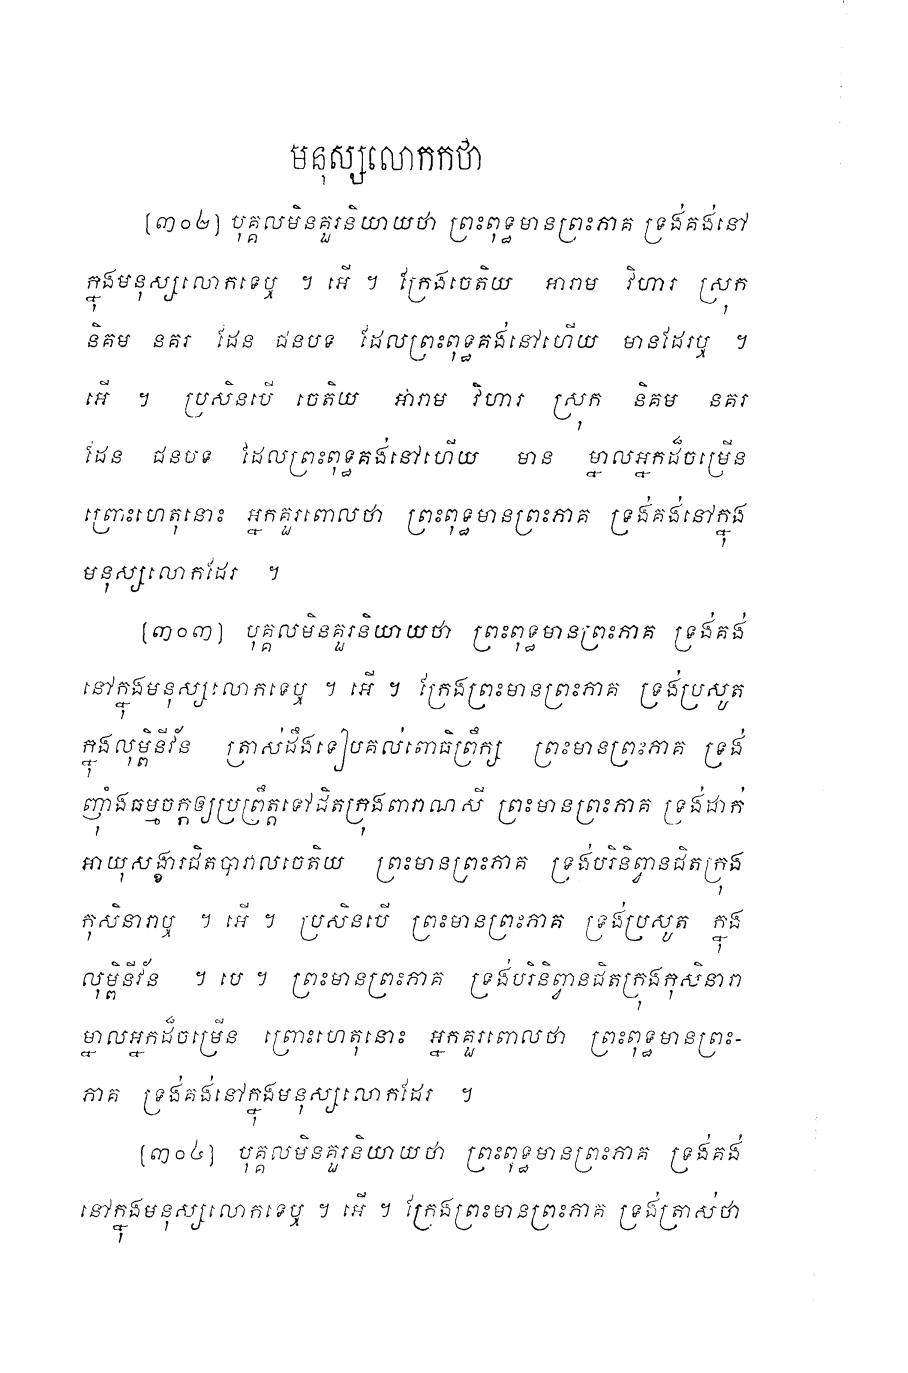 មនុស្សលោកកថា
[៣០២] បុគ្គលមិនគួរនិយាយថា ព្រះពុទ្ធមានព្រះភាគ ទ្រង់គង់នៅ
ក្នុងមនុស្សលោកទេឬ ។ អើ ។ ក្រែងចេតិយ អារាម វិហារ ស្រុក
និគម នគរ ដែន ជនបទ ដែលព្រះពុទ្ធគង់នៅហើយ មានដែរឬ ។
អើ ។ ប្រសិនបើ ចេតិយ អារាម វិហារ ស្រុក និគម នគរ
ដែន ជនបទ ដែលព្រះពុទ្ធគង់នៅហើយ មាន ម្នាលអ្នកដ៏ចម្រើន
ព្រោះហេតុនោះ អ្នកគួរពោលថា ព្រះពុទ្ធមានព្រះភាគ ទ្រង់គង់នៅក្នុង
មនុស្សលោកដែរ ។
[៣០៣] បុគ្គលមិនគួរនិយាយថា ព្រះពុទ្ធមានព្រះភាគ ទ្រង់គង់
នៅក្នុងមនុស្សលោកទេឬ ។ អើ ។ ក្រែងព្រះមានព្រះភាគ ទ្រង់ប្រសូត
ក្នុងលុម្ពិនីវ័ន ត្រាស់ដឹងទៀបគល់ពោធិព្រឹក្ស ព្រះមានព្រះភាគ ទ្រង់
ញ៉ាំងធម្មចក្កឲ្យប្រព្រឹត្តទៅជិតក្រុងពារាណសី ព្រះមានព្រះភាគ ទ្រង់ដាក់
អាយុសង្ខារជិតបារាលចេតិយ ព្រះមានព្រះភាគ ទ្រង់បរិនិព្វានជិតក្រុង
កុសិនារាឬ ។ អើ ។ ប្រសិនបើ ព្រះមានព្រះភាគ ទ្រង់ប្រសូត ក្នុង
លុម្ពិនីវ័ន ។ បេ ។ ព្រះមានព្រះភាគ ទ្រង់បរិនិព្វានជិតក្រុងកុសិនារា
ម្នាលអ្នកដ៏ចម្រើន ព្រោះហេតុនោះ អ្នកគួរពោលថា ព្រះពុទ្ធមានព្រះ-
ភាគ ទ្រង់គង់នៅក្នុងមនុស្សលោកដែរ ។
[៣០៤] បុគ្គលមិនគួរនិយាយថា ព្រះពុទ្ធមានព្រះភាគ ទ្រង់គង់
នៅក្នុងមនុស្សលោកទេឬ ។ អើ ។ ក្រែងព្រះមានព្រះភាគ ទ្រង់ត្រាស់ថា